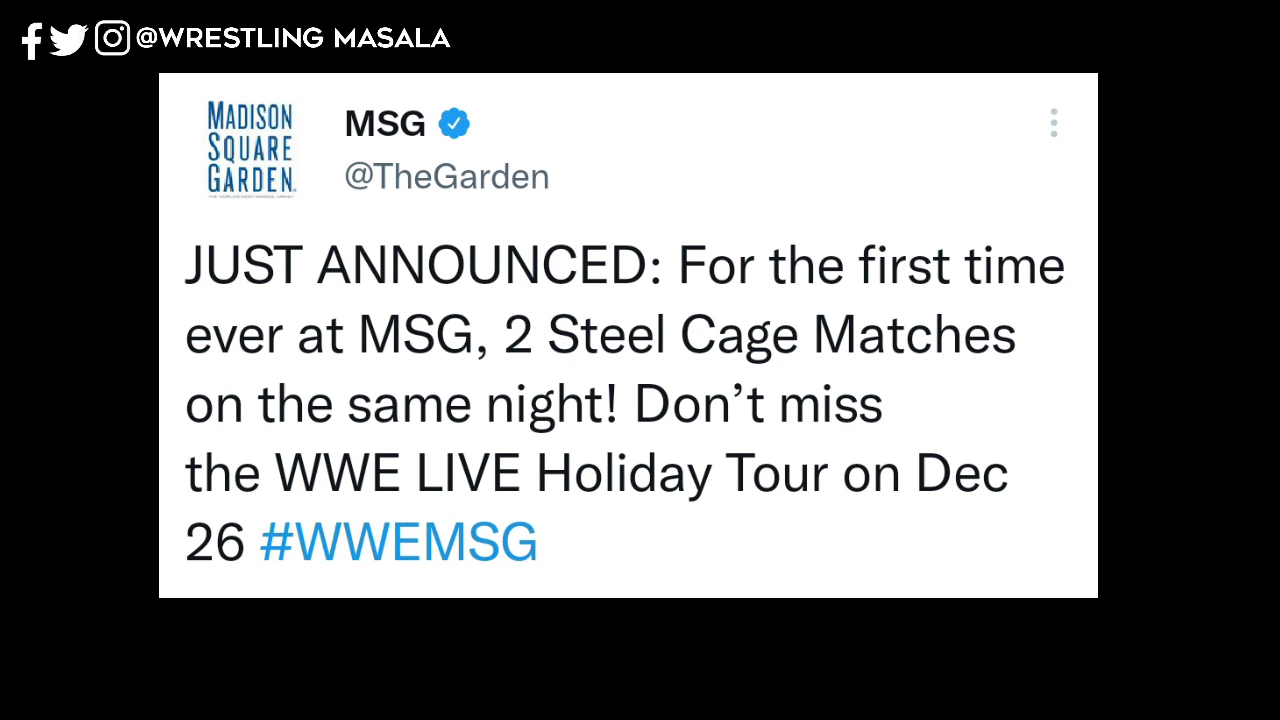 @WRESTLING MASALA
MADISON
SQUARE
GARDEN
MSG
@TheGarden
JUST ANNOUNCED: For the first time
ever at MSG, 2 Steel Cage Matches
on the same night! Don’t miss
the WWE LIVE Holiday Tour on Dec
26 #WWEMSG